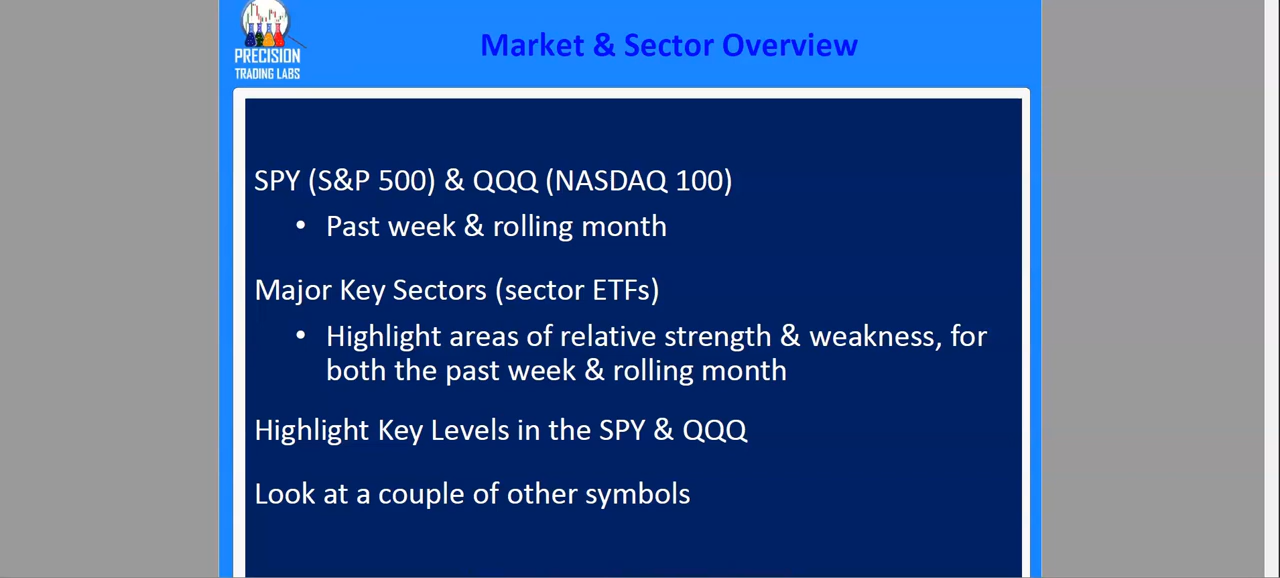 PRECISION
TRADING LABS
Market & Sector Overview
SPY (S&P 500) & QQQ (NASDAQ 100)
• Past week & rolling month
Major Key Sectors (sector ETFs)
• Highlight areas of relative strength & weakness, for
both the past week & rolling month
Highlight Key Levels in the SPY & QQQ
Look at a couple of other symbols